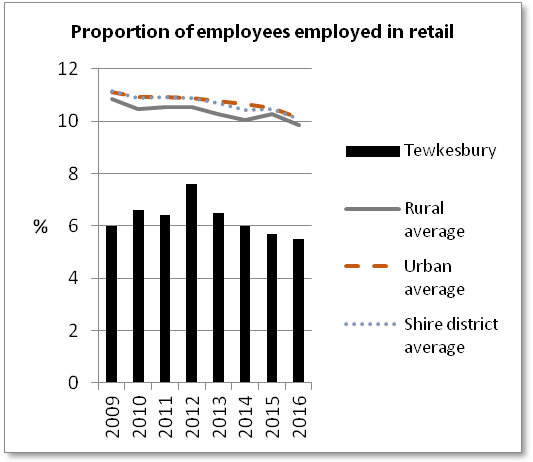 Proportion of employees employed in retail
12
10
8
6
4
2
0
%
2009
2010
2011
2012
2013
2014
2015
2016
Tewkesbury
Rural
average
Urban
average
Shire district
average